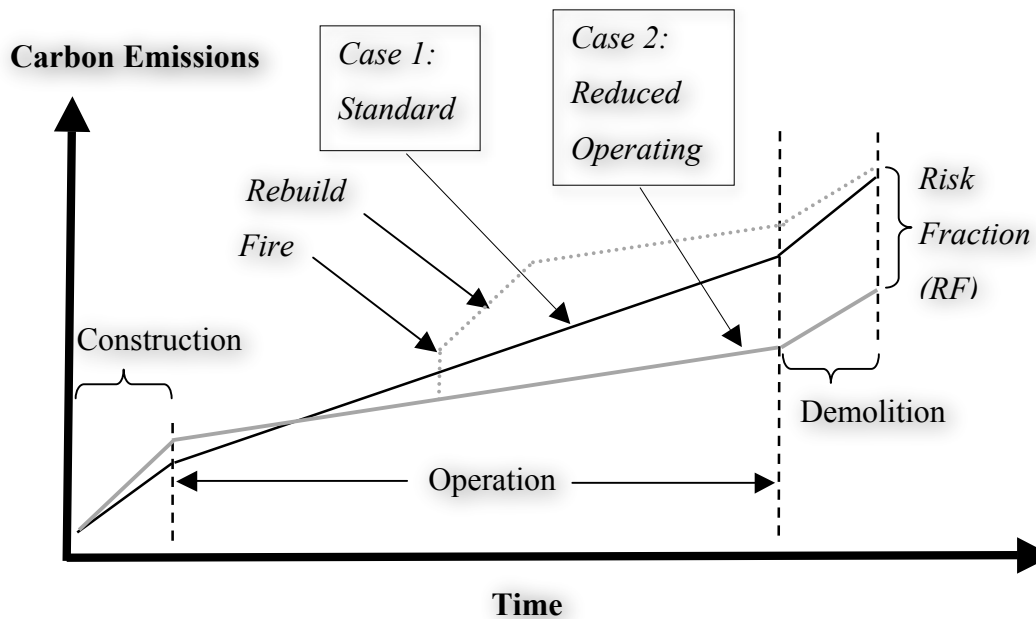 Carbon Emissions
Case 1:
Standard
Case 2:
Reduced
Operating
Rebuild
Fire
Risk
Fraction
(RF)
Construction
Demolition
Operation
Time